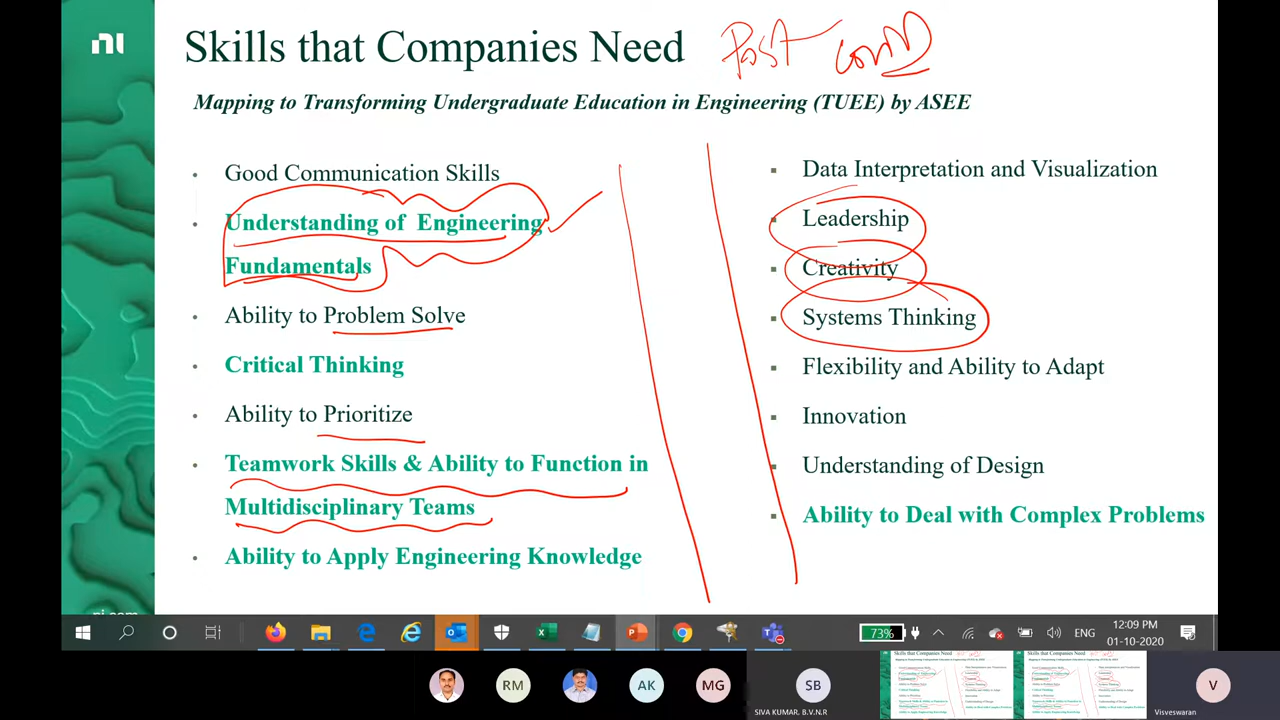 ni
Skills that Companies Need
Past
Mapping to Transforming Undergraduate Education in Engineering (TUEE) by ASEE
Good Communication Skills
Understanding of Engineering
Fundamentals
Ability to Problem Solve
Critical Thinking
Ability to Prioritize
Teamwork Skills & Ability to Function in
Multidisciplinary Teams
Ability to Apply Engineering Knowledge
Data Interpretation and Visualization
Leadership
Creativity
Systems Thinking
Flexibility and Ability to Adapt
Innovation
Understanding of Design
Ability to Deal with Complex Problems
73%
ENG
12:09 PM
01-10-2020
RM
AK
MG
SB
V
Visveswaran